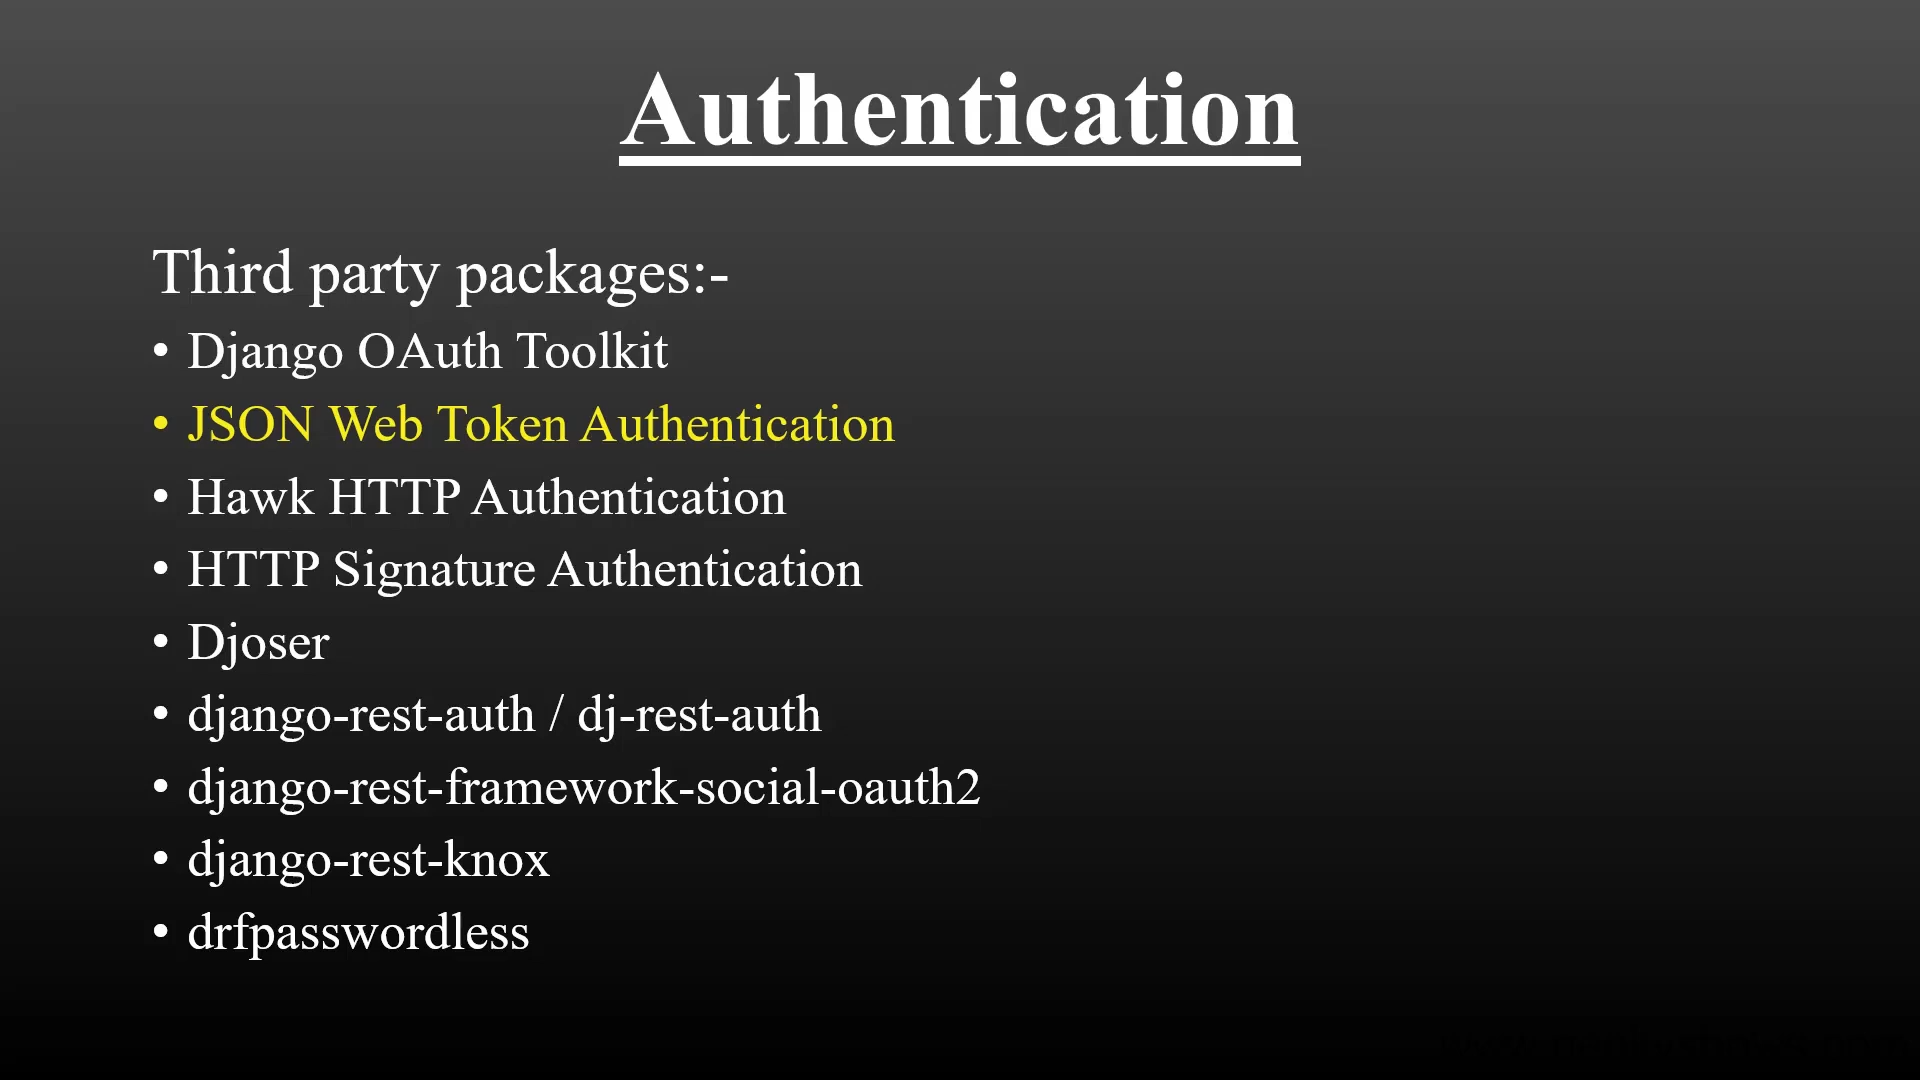 Authentication
Third party packages:-
• Django OAuth Toolkit
• JSON Web Token Authentication
• Hawk HTTP Authentication
• HTTP Signature Authentication
• Djoser
• django-rest-auth / dj-rest-auth
• django-rest-framework-social-oauth2
• django-rest-knox
• drfpasswordless